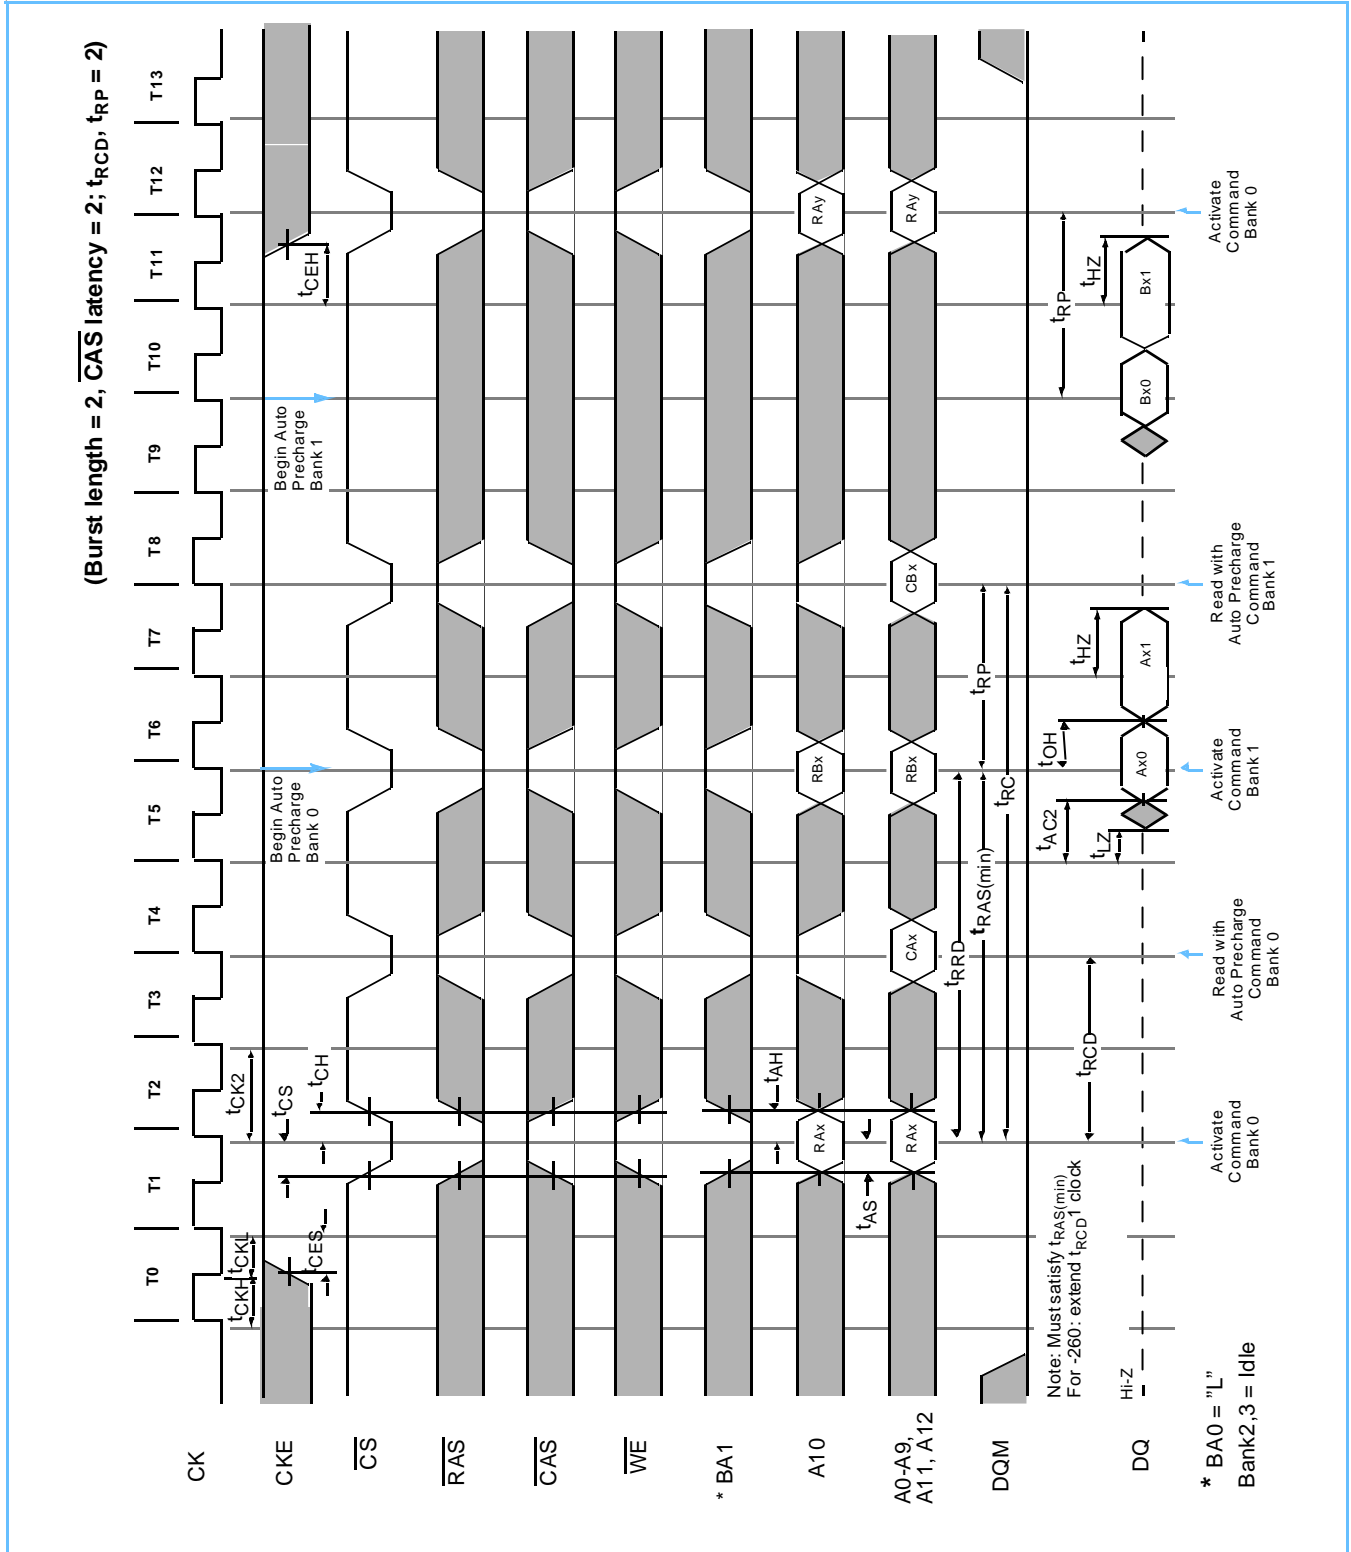 (Burst length = 2, CAS latency = 2; tRCD, tRP = 2)
T0 T1 T2 T3 T4 T5 T6 T7 T8 T9 T10 T11 T12 T13
CK
tCKH tCKL
tCK2
CKE
tCES
tCS
tCH
Begin Auto
Precharge
Bank 0
Begin Auto
Precharge
Bank 1
tCEH
CS
RAS
CAS
WE
* BA1
tAH
A10
RAx
RBx
RAy
tAS
A0-A9,
A11, A12
RAx
CAx
RBx
CBx
RAy
tRRD
tRAS(min)
tRP
tRC
DQM
Note: Must satisfy tRAS(min)
For -260: extend tRCD1 clock
tRCD
tAC2
tLZ
tOH
tHZ
tRP
tHZ
DQ
Hi-Z
Ax0
Ax1
Bx0
Bx1
Activate
Command
Bank 0
Read with
Auto Precharge
Command
Bank 0
Activate
Command
Bank 1
Read with
Auto Precharge
Command
Bank 1
Activate
Command
Bank 0
* BA0 = "L"
Bank2,3 = Idle